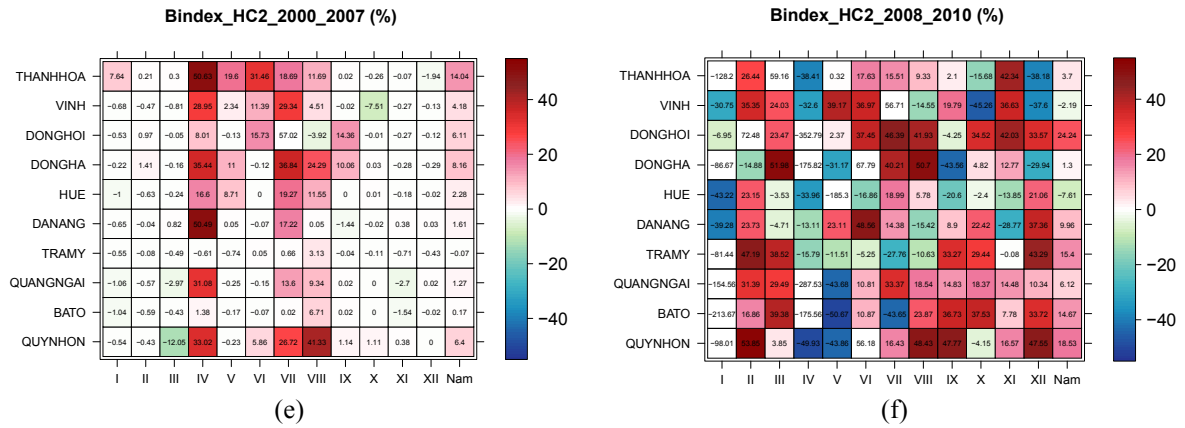 Bindex_HC2_2000_2007 (%)
THANHHOA 7.64 0.21 0.3 50.63 19.6 31.46 18.69 11.69 0.02 −0.26 −0.07 −1.94 14.04
VINH −0.68 −0.47 −0.81 28.95 2.34 11.39 29.34 4.51 −0.02 −7.51 −0.27 −0.13 4.18
DONGHOI −0.53 0.97 −0.05 8.01 −0.13 15.73 57.02 −3.92 14.36 −0.01 −0.27 −0.12 6.11
DONGHA −0.22 1.41 −0.16 35.44 11 −0.12 36.84 24.29 10.06 0.03 −0.28 −0.29 8.16
HUE −1 −0.63 −0.24 16.6 8.71 0 19.27 11.55 0 0.01 −0.18 −0.02 2.28
DANANG −0.65 −0.04 0.82 50.49 0.05 −0.07 17.22 0.05 −1.44 −0.02 0.38 0.03 1.61
TRAMY −0.55 −0.08 −0.49 −0.61 −0.74 0.05 0.66 3.13 −0.04 −0.11 −0.71 −0.43 −0.07
QUANGNGAI −1.06 −0.57 −2.97 31.08 −0.25 −0.15 13.6 9.34 0.02 0 −2.7 0.02 1.27
BATO −1.04 −0.59 −0.43 1.38 −0.17 −0.07 0.02 6.71 0.02 0 −1.54 −0.02 0.17
QUYNHON −0.54 −0.43 −12.05 33.02 −0.23 5.86 26.72 41.33 1.14 1.11 0.38 0 6.4
I II III IV V VI VII VIII IX X XI XII Nam
40
20
0
−20
−40
(e)
Bindex_HC2_2008_2010 (%)
THANHHOA −128.2 26.44 59.16 −38.41 0.32 17.63 15.51 9.33 2.1 −15.68 42.34 −38.18 3.7
VINH −30.75 35.35 24.03 −32.6 39.17 36.97 56.71 −14.55 19.79 −45.26 36.63 −37.6 −2.19
DONGHOI −6.95 72.48 23.47 −352.79 2.37 37.45 46.39 41.93 −4.25 34.52 42.03 33.57 24.24
DONGHA −86.67 −14.88 51.98 −175.82 −31.17 67.79 40.21 50.7 −43.56 4.82 12.77 −29.94 1.3
HUE −43.22 23.15 −3.53 −33.96 −185.3 −16.86 18.99 5.78 −20.6 −2.4 −13.85 21.06 −7.61
DANANG −39.28 23.73 −4.71 −13.11 23.11 48.56 14.38 −15.42 9.96 22.42 −28.77 37.36 9.96
TRAMY −81.44 47.19 38.52 −15.79 −11.51 −5.25 −27.76 −10.63 33.27 29.44 −0.08 43.29 15.4
QUANGNGAI −154.56 31.39 29.49 −287.53 −43.68 10.81 33.37 18.54 14.83 18.37 14.48 10.34 6.12
BATO −213.67 16.86 39.38 −175.56 −50.67 10.87 −43.65 23.87 36.73 37.53 7.78 33.72 14.67
QUYNHON −98.01 3.85 −49.93 −43.86 56.18 16.43 48.43 47.77 −4.15 16.57 47.55 18.53
I II III IV V VI VII VIII IX X XI XII Nam
40
20
0
−20
−40
(f)